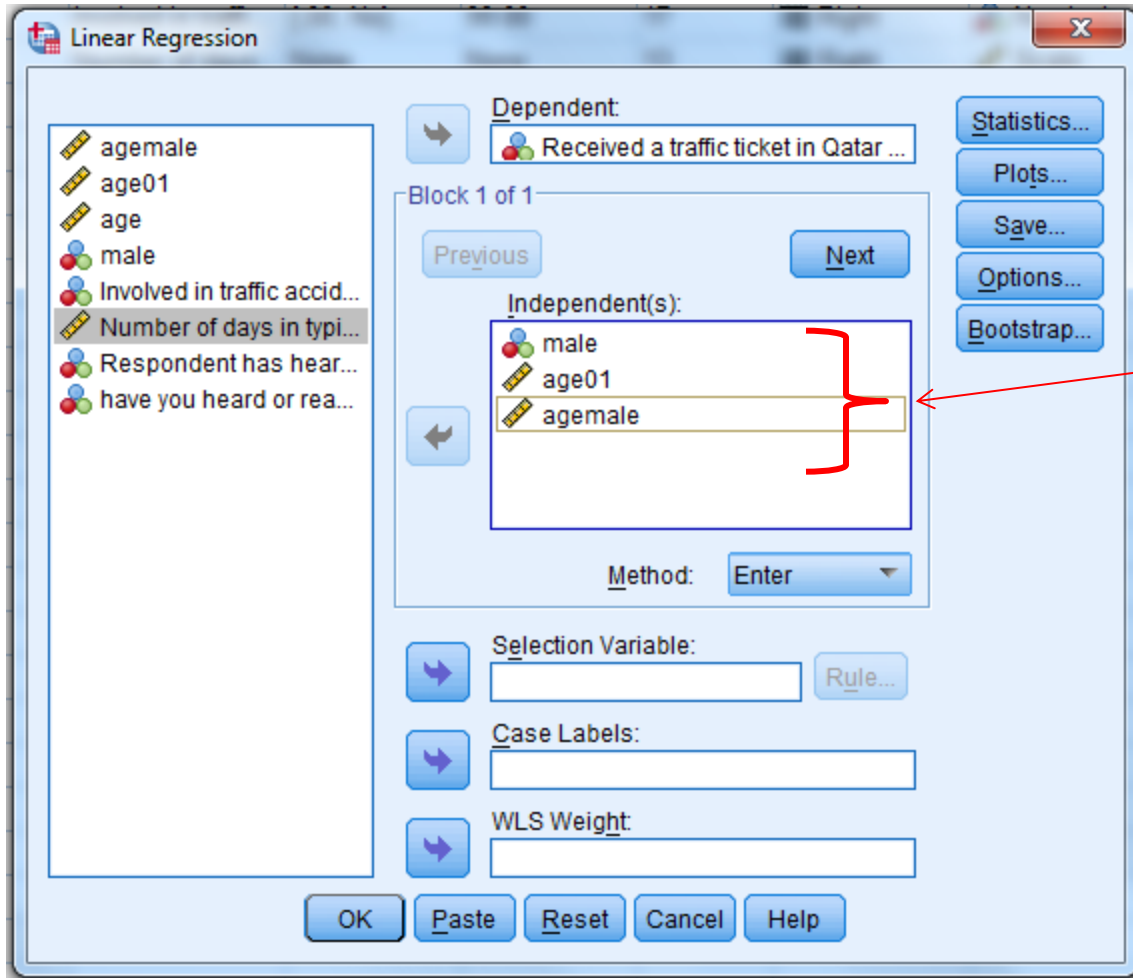 Linear Regression
X
agemale
age01
age
male
Involved in traffic accid...
Number of days in typi...
Respondent has hear...
have you heard or rea...
Dependent:
Received a traffic ticket in Qatar ...
Block 1 of 1
Previous
Next
Independent(s):
male
age01
agemale
Method:
Enter
Selection Variable:
Rule...
Case Labels:
WLS Weight:
Statistics...
Plots...
Save...
Options...
Bootstrap...
OK
Paste
Reset
Cancel
Help